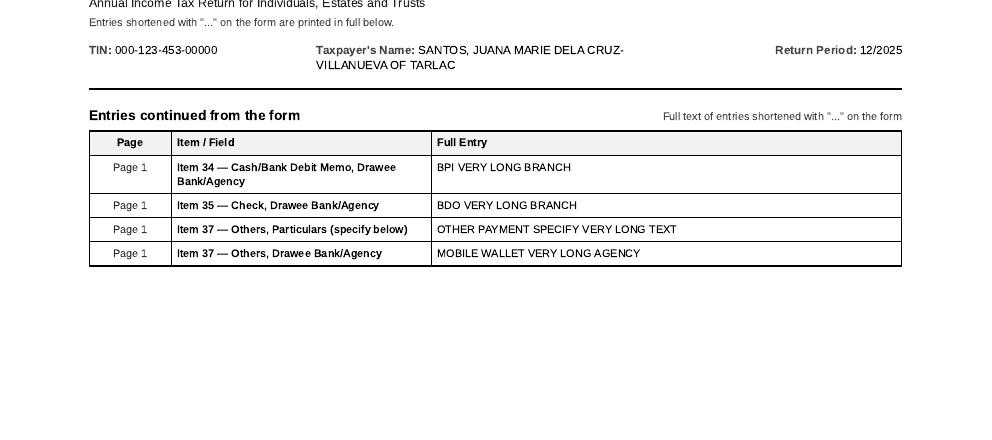 Annual Income Tax Return for Individuals, Estates and Trusts
Entries shortened with "..." on the form are printed in full below.
TIN: 000-123-453-00000
Taxpayer's Name: SANTOS, JUANA MARIE DELA CRUZ-
VILLANUEVA OF TARLAC
Return Period: 12/2025
Entries continued from the form
Full text of entries shortened with "..." on the form
Page
Item / Field
Full Entry
Page 1
Item 34 — Cash/Bank Debit Memo, Drawee
Bank/Agency
BPI VERY LONG BRANCH
Page 1
Item 35 — Check, Drawee Bank/Agency
BDO VERY LONG BRANCH
Page 1
Item 37 — Others, Particulars (specify below)
OTHER PAYMENT SPECIFY VERY LONG TEXT
Page 1
Item 37 — Others, Drawee Bank/Agency
MOBILE WALLET VERY LONG AGENCY